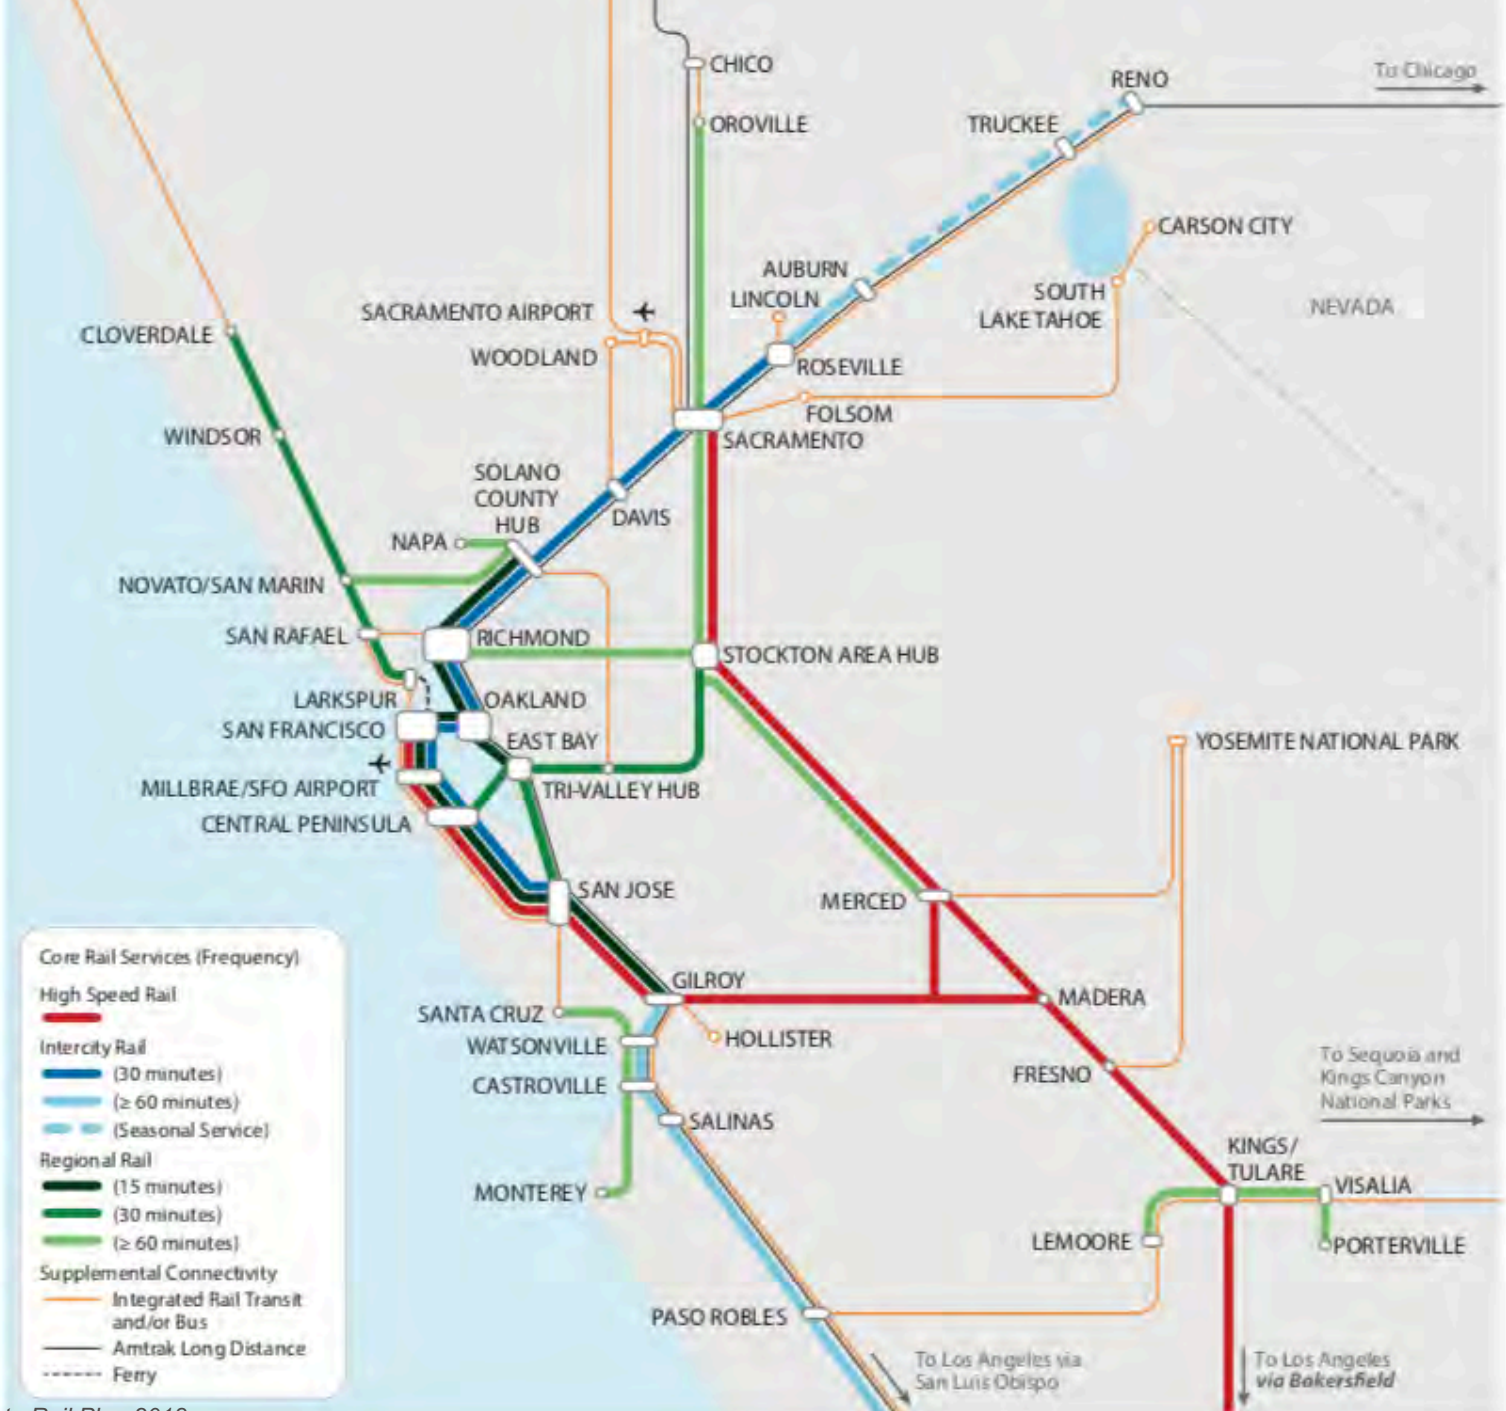 CHICO
RENO
To Chicago
OROVILLE
TRUCKEE
CARSON CITY
AUBURN
LINCOLN
SOUTH
LAKE TAHOE
NEVADA
SACRAMENTO AIRPORT
CLOVERDALE
WOODLAND
ROSEVILLE
FOLSOM
WINDSOR
SACRAMENTO
SOLANO
COUNTY
HUB
DAVIS
NAPA
NOVATO/SAN MARIN
SAN RAFAEL
RICHMOND
STOCKTON AREA HUB
LARKSPUR
OAKLAND
SAN FRANCISCO
EAST BAY
YOSEMITE NATIONAL PARK
MILLBRAE/SFO AIRPORT
TRI-VALLEY HUB
CENTRAL PENINSULA
SAN JOSE
MERCED
GILROY
MADERA
SANTA CRUZ
HOLLISTER
WATSONVILLE
CASTROVILLE
FRESNO
To Sequoia and
Kings Canyon
National Parks
SALINAS
KINGS/
TULARE
VISALIA
MONTEREY
LEMOORE
PORTERVILLE
PASO ROBLES
To Los Angeles via
San Luis Obispo
To Los Angeles
via Bakersfield
Core Rail Services (Frequency)
High Speed Rail
Intercity Rail
(30 minutes)
(≥ 60 minutes)
(Seasonal Service)
Regional Rail
(15 minutes)
(30 minutes)
(≥ 60 minutes)
Supplemental Connectivity
Integrated Rail Transit
and/or Bus
Amtrak Long Distance
Ferry